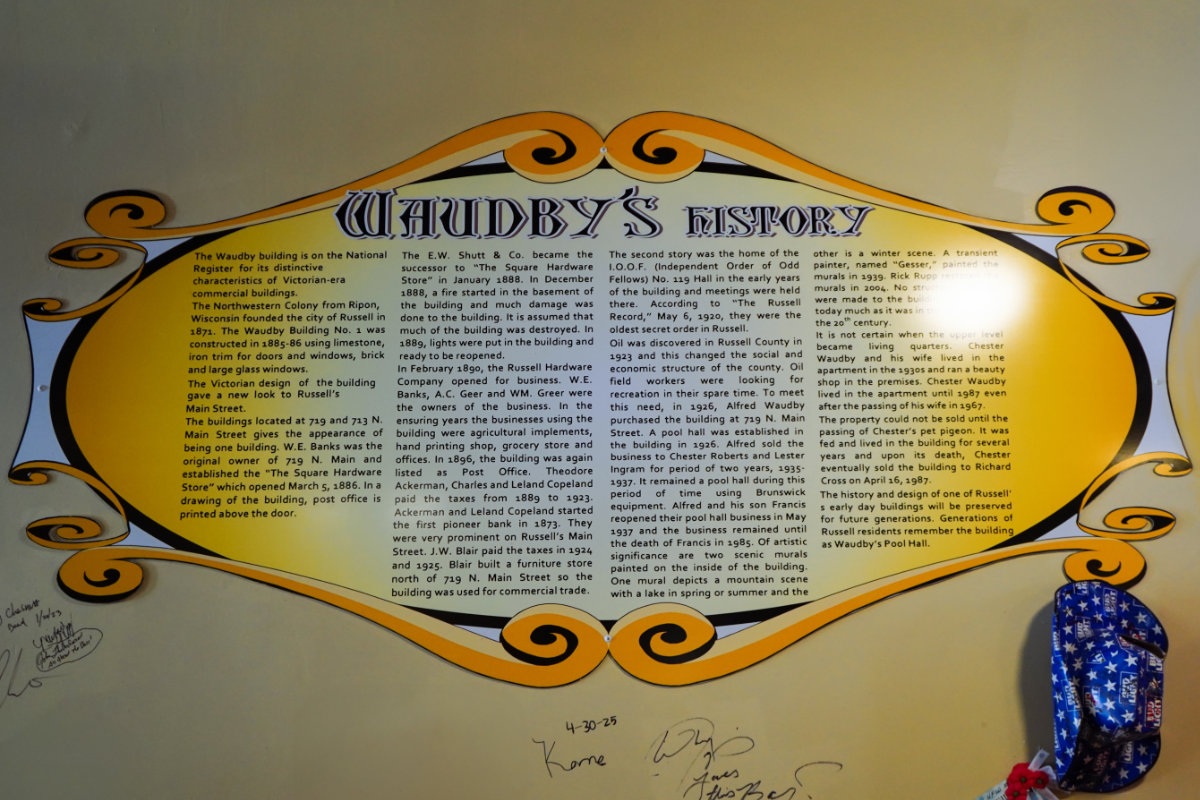 WAUDBY'S HISTORY
The Waudby building is on the National
Register for its distinctive
characteristics of Victorian-era
commercial buildings.
The Northwestern Colony from Ripon,
Wisconsin founded the city of Russell in
1871. The Waudby Building No. 1 was
constructed in 1885-86 using limestone,
iron trim for doors and windows, brick
and large glass windows.
The Victorian design of the building
gave a new look to Russell's
Main Street.
The buildings located at 719 and 713 N.
Main Street gives the appearance of
being one building. W.E. Banks was the
original owner of 719 N. Main and
established the "The Square Hardware
Store" which opened March 5, 1886. In a
drawing of the building, post office is
printed above the door.
The E.W. Shutt & Co. became the
successor to "The Square Hardware
Store" in January 1888. In December
1888, a fire started in the basement of
the building and much damage was
done to the building. It is assumed that
much of the building was destroyed. In
1889, lights were put in the building and
ready to be reopened.
In February 1890, the Russell Hardware
Company opened for business. W.E.
Banks, A.C. Geer and WM. Greer were
the owners of the business. In the
ensuring years the businesses using the
building were agricultural implements,
hand printing shop, grocery store and
offices. In 1896, the building was again
listed as Post Office. Theodore
Ackerman, Charles and Leland Copeland
paid the taxes from 1889 to 1923.
Ackerman and Leland Copeland started
the first pioneer bank in 1873. They
were very prominent on Russell's Main
Street. J.W. Blair paid the taxes in 1924
and 1925. Blair built a furniture store
north of 719 N. Main Street so the
building was used for commercial trade.
The second story was the home of the
I.O.O.F. (Independent Order of Odd
Fellows) No. 119 Hall in the early years
of the building and meetings were held
there. According to "The Russell
Record," May 6, 1920, they were the
oldest secret order in Russell.
Oil was discovered in Russell County in
1923 and this changed the social and
economic structure of the county. Oil
field workers were looking for
recreation in their spare time. To meet
this need, in 1926, Alfred Waudby
purchased the building at 719 N. Main
Street. A pool hall was established in
the building in 1926. Alfred sold the
business to Chester Roberts and Lester
Ingram for period of two years, 1935-
1937. It remained a pool hall during this
period of time using Brunswick
equipment. Alfred and his son Francis
reopened their pool hall business in May
1937 and the business remained until
the death of Francis in 1985. Of artistic
significance are two scenic murals
painted on the inside of the building.
One mural depicts a mountain scene
with a lake in spring or summer and the
other is a winter scene. A transient
painter, named "Gesser," painted the
murals in 1939. Rick Rupp
murals in 2004. No
were made to the
today much as it was in
the 20th century.
It is not certain when the upper level
became living quarters. Chester
Waudby and his wife lived in the
apartment in the 1930s and ran a beauty
shop in the premises. Chester Waudby
lived in the apartment until 1987 even
after the passing of his wife in 1967.
The property could not be sold until the
passing of Chester's pet pigeon. It was
fed and lived in the building for several
years and upon its death, Chester
eventually sold the building to Richard
Cross on April 16, 1987.
The history and design of one of Russell'
s early day buildings will be preserved
for future generations. Generations of
Russell residents remember the building
as Waudby's Pool Hall.
4-30-25
BUD
LIGHT